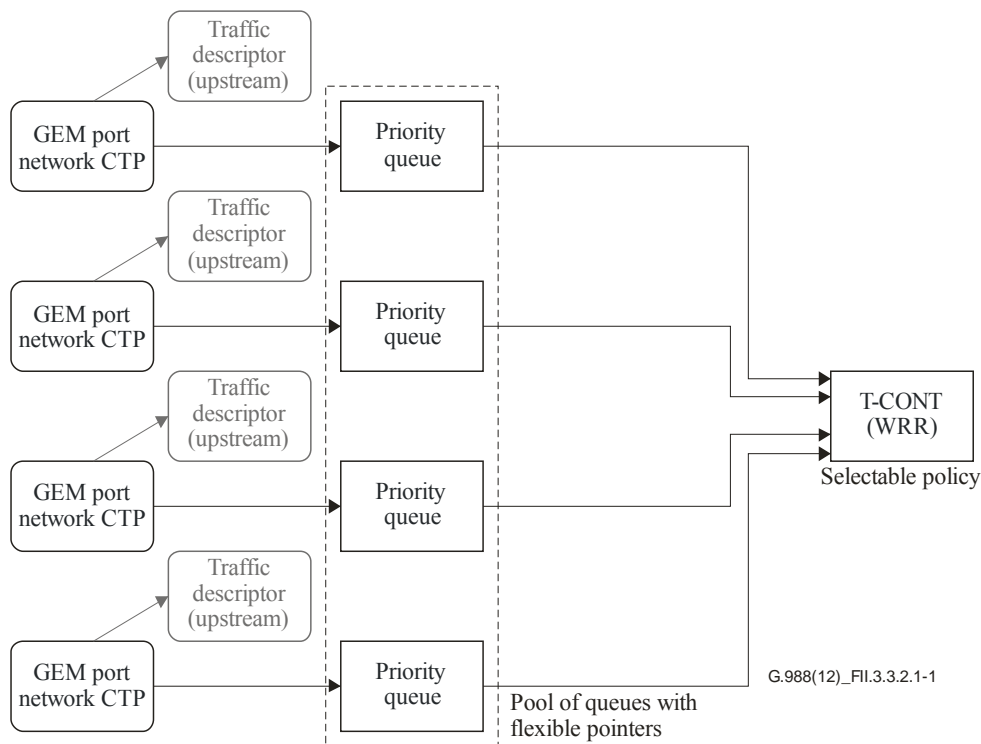 Traffic
descriptor
(upstream)
GEM port
network CTP
Priority
queue
Traffic
descriptor
(upstream)
GEM port
network CTP
Priority
queue
Traffic
descriptor
(upstream)
GEM port
network CTP
Priority
queue
T-CONT
(WRR)
Selectable policy
Traffic
descriptor
(upstream)
GEM port
network CTP
Priority
queue
G.988(12)_FII.3.3.2.1-1
Pool of queues with
flexible pointers